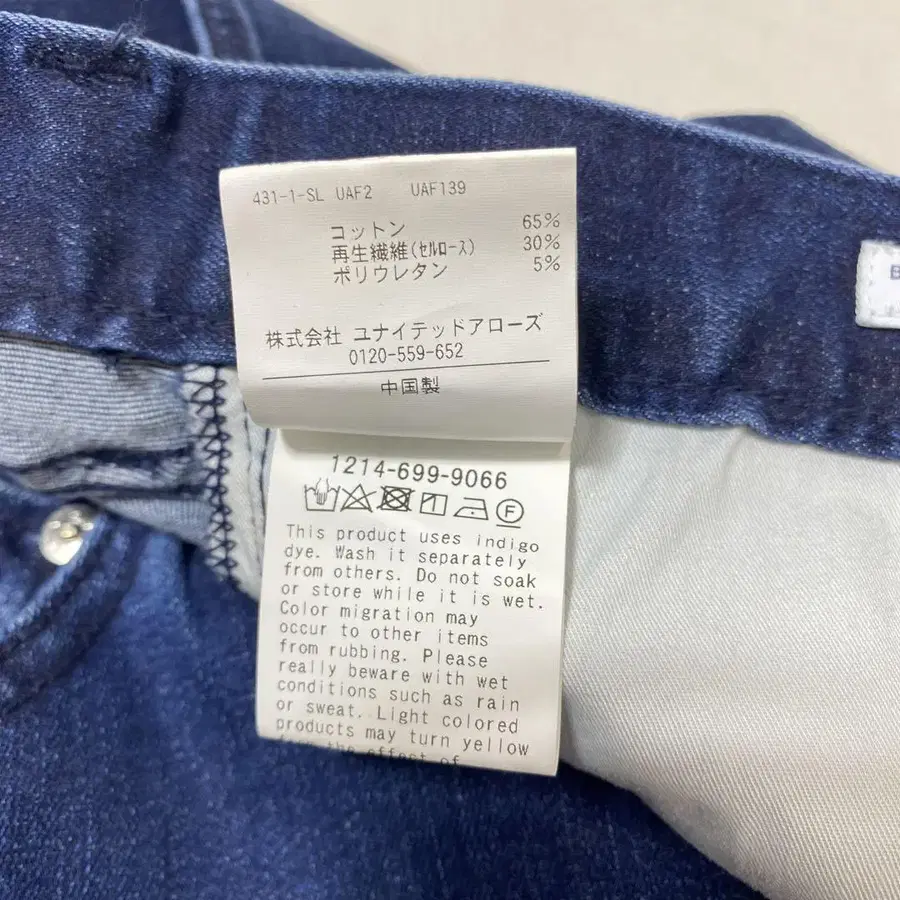 431-1-SL UAF2 UAF139
コットン 65%
再生繊維(ｾﾙﾛｰｽ) 30%
ポリウレタン 5%
株式会社 ユナイテッドアローズ
0120-559-652
中国製
1214-699-9066
F
This product uses indigo
dye. Wash it separately
from others. Do not soak
or store while it is wet.
Color migration may
occur to other items
from rubbing. Please
really beware with wet
conditions such as rain
or sweat. Light colored
products may turn yellow
from the effect of